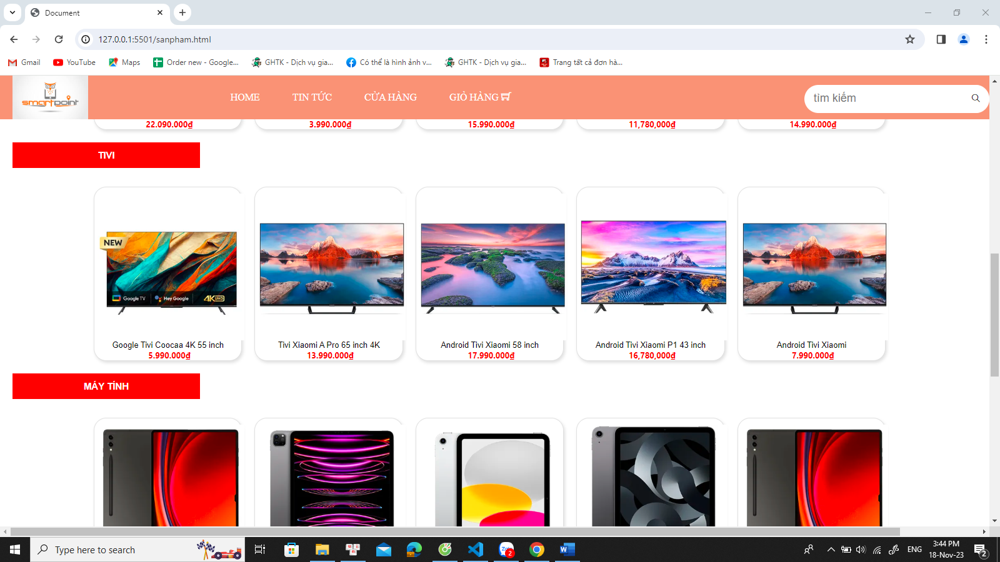 Document
127.0.0.1:5501/sanpham.html
Gmail YouTube Maps Order new - Google... GHTK - Dịch vụ gia... Có thể là hình ảnh v... GHTK - Dịch vụ gia... Trang tất cả đơn hà...
smartpoint HOME TIN TỨC CỬA HÀNG GIỎ HÀNG tìm kiếm
22.090.000₫ 3.990.000₫ 15.990.000₫ 11,780,000₫ 14.990.000₫
TIVI
NEW
Google TV Hey Google 4K UHD
Google Tivi Coocaa 4K 55 inch Tivi Xiaomi A Pro 65 inch 4K Android Tivi Xiaomi 58 inch Android Tivi Xiaomi P1 43 inch Android Tivi Xiaomi
5.990.000₫ 13.990.000₫ 17.990.000₫ 16,780,000₫ 7.990.000₫
MÁY TÍNH
Type here to search
2
W
ENG
3:44 PM
18-Nov-23
2